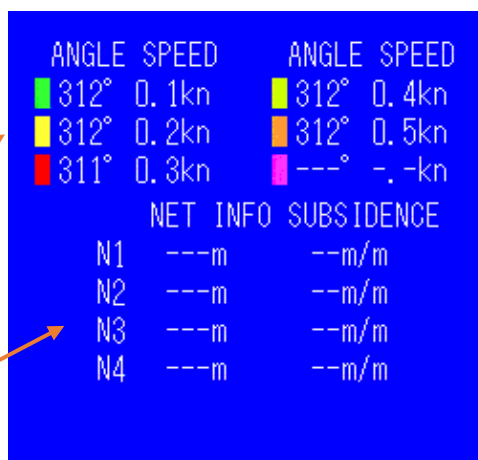 ANGLE SPEED ANGLE SPEED
312° 0.1kn 312° 0.4kn
312° 0.2kn 312° 0.5kn
311° 0.3kn ---° -.-kn
NET INFO SUBSIDENCE
N1 ---m --m/m
N2 ---m --m/m
N3 ---m --m/m
N4 ---m --m/m